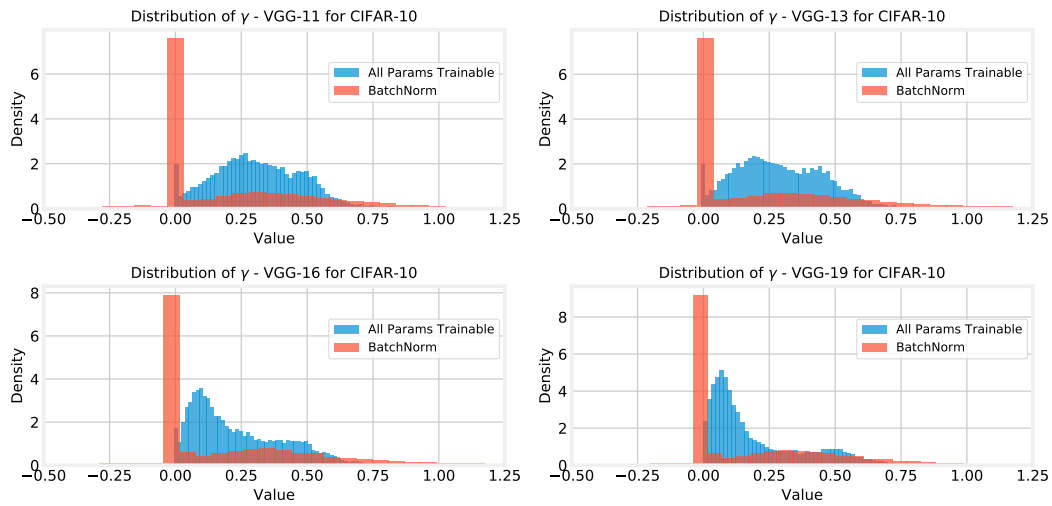 Distribution of γ - VGG-11 for CIFAR-10
Density
6
4
2
0
All Params Trainable
BatchNorm
−0.50 −0.25 0.00 0.25 0.50 0.75 1.00 1.25
Value
Distribution of γ - VGG-13 for CIFAR-10
Density
6
4
2
0
All Params Trainable
BatchNorm
−0.50 −0.25 0.00 0.25 0.50 0.75 1.00 1.25
Value
Distribution of γ - VGG-16 for CIFAR-10
Density
8
6
4
2
0
All Params Trainable
BatchNorm
−0.50 −0.25 0.00 0.25 0.50 0.75 1.00 1.25
Value
Distribution of γ - VGG-19 for CIFAR-10
Density
8
6
4
2
0
All Params Trainable
BatchNorm
−0.50 −0.25 0.00 0.25 0.50 0.75 1.00 1.25
Value